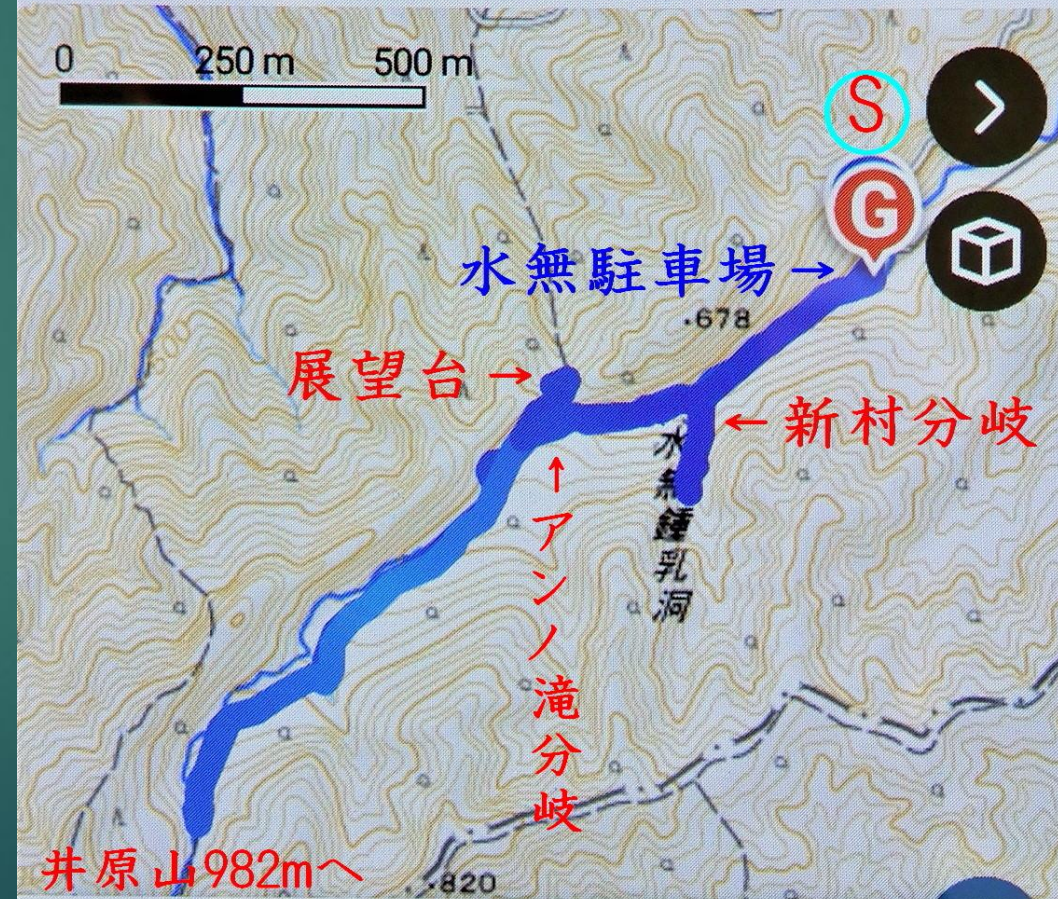 0 250 m 500 m
S
G
水無駐車場→
·678
展望台→
←新村分岐
水無鍾乳洞
↑アンノ滝分岐
井原山982mへ
·820